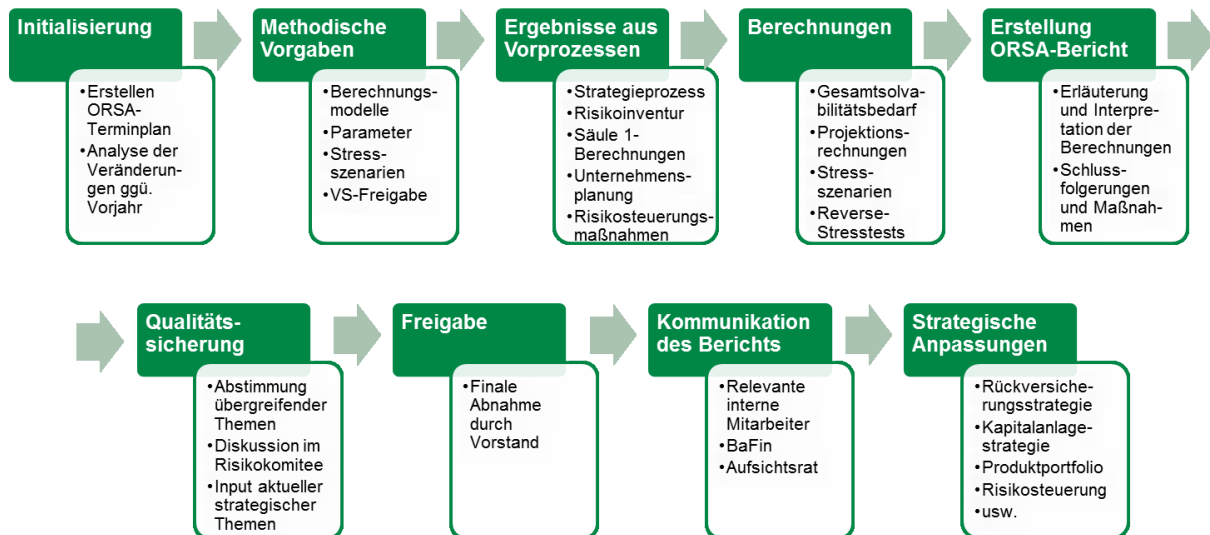 Initialisierung
•Erstellen
ORSA-
Terminplan
•Analyse der
Veränderun-
gen ggü.
Vorjahr
Methodische
Vorgaben
•Berechnungs-
modelle
•Parameter
•Stress-
szenarien
•VS-Freigabe
Ergebnisse aus
Vorprozessen
•Strategieprozess
•Risikoinventur
•Säule 1-
Berechnungen
•Unternehmens-
planung
•Risikosteuerungs-
maßnahmen
Berechnungen
•Gesamtsolva-
bilitätsbedarf
•Projektions-
rechnungen
•Stress-
szenarien
•Reverse-
Stresstests
Erstellung
ORSA-Bericht
•Erläuterung
und Interpre-
tation der
Berechnungen
•Schluss-
folgerungen
und Maßnah-
men
Qualitäts-
sicherung
•Abstimmung
übergreifender
Themen
•Diskussion im
Risikokomitee
•Input aktueller
strategischer
Themen
Freigabe
•Finale
Abnahme
durch
Vorstand
Kommunikation
des Berichts
•Relevante
interne
Mitarbeiter
•BaFin
•Aufsichtsrat
Strategische
Anpassungen
•Rückversiche-
rungsstrategie
•Kapitalanlage-
strategie
•Produktportfolio
•Risikosteuerung
•usw.